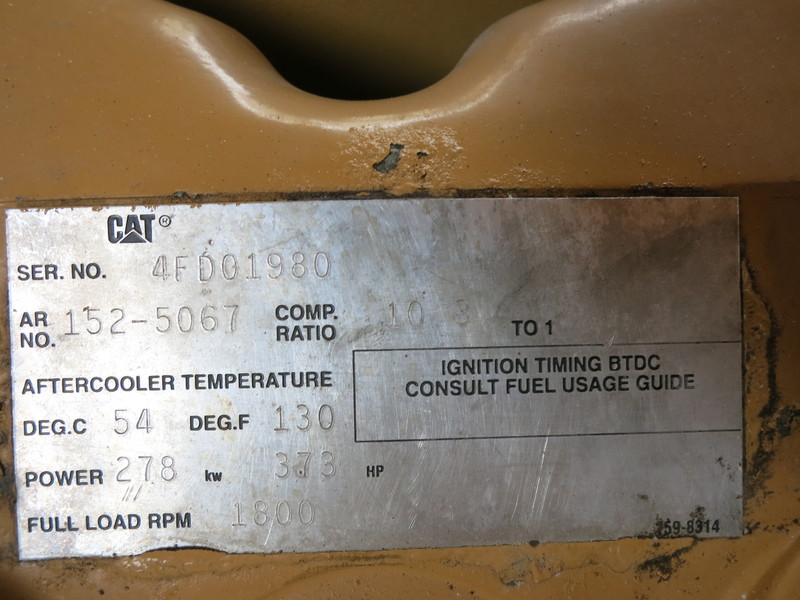 CAT®
SER. NO. 4FD01980
AR NO. 152-5067 COMP. RATIO 10 TO 1
AFTERCOOLER TEMPERATURE
DEG.C 54 DEG.F 130
IGNITION TIMING BTDC
CONSULT FUEL USAGE GUIDE
POWER 278 kw 373 HP
FULL LOAD RPM 1800